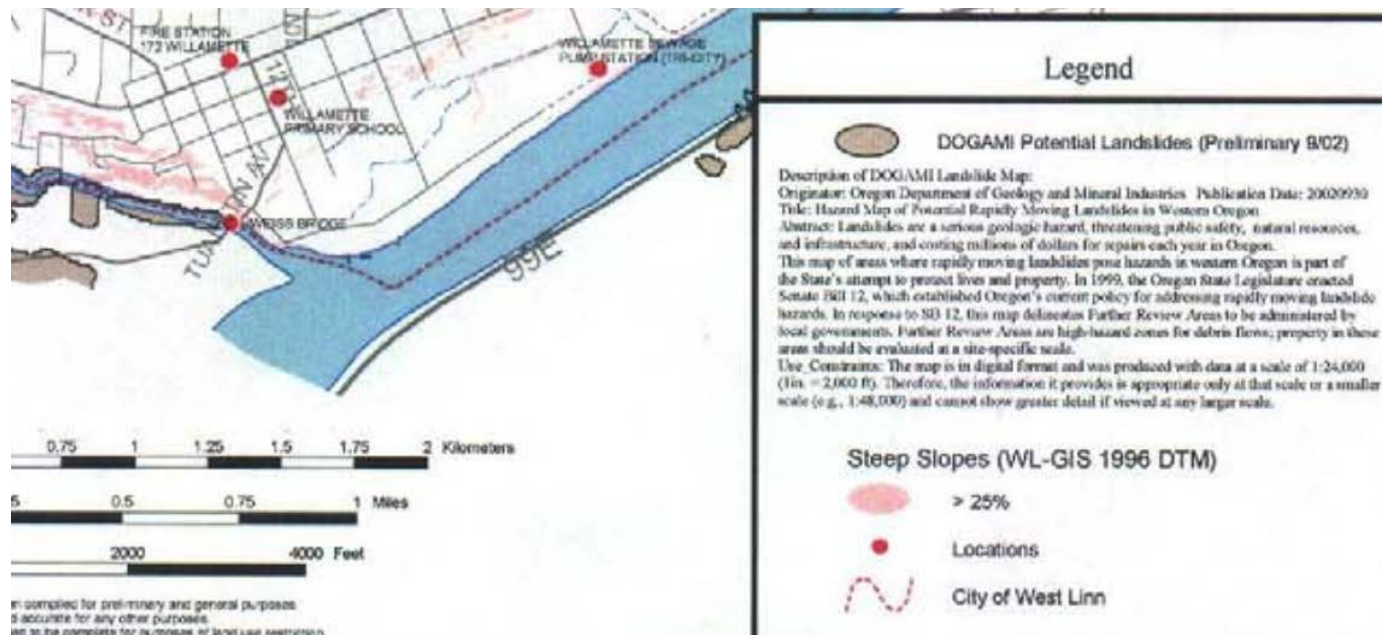 FIRE STATION
172 WILLAMETTE
WILLAMETTE SEWAGE
PUMP STATION (TRI-CITY)
WILLAMETTE
PRIMARY SCHOOL
WEISS BRIDGE
99E
0.75 1 1.25 1.5 1.75 2 Kilometers
0.5 0.75 1 Miles
2000 4000 Feet
compiled for preliminary and general purposes
accurate for any other purposes
to be complete for purposes of land use restriction
Legend
DOGAMI Potential Landslides (Preliminary 9/02)
Description of DOGAMI Landslide Map:
Originator: Oregon Department of Geology and Mineral Industries Publication Date: 20020930
Title: Hazard Map of Potential Rapidly Moving Landslides in Western Oregon
Abstract: Landslides are a serious geologic hazard, threatening public safety, natural resources,
and infrastructure, and costing millions of dollars for repairs each year in Oregon.
This map of areas where rapidly moving landslides pose hazards in western Oregon is part of
the State's attempt to protect lives and property. In 1999, the Oregon State Legislature enacted
Senate Bill 12, which established Oregon's current policy for addressing rapidly moving landslide
hazards. In response to SB 12, this map delineates Further Review Areas to be administered by
local governments. Further Review Areas are high-hazard zones for debris flows; property in these
areas should be evaluated at a site-specific scale.
Use_Constraints: The map is in digital format and was produced with data at a scale of 1:24,000
(1in. = 2,000 ft). Therefore, the information it provides is appropriate only at that scale or a smaller
scale (e.g., 1:48,000) and cannot show greater detail if viewed at any larger scale.
Steep Slopes (WL-GIS 1996 DTM)
> 25%
Locations
City of West Linn